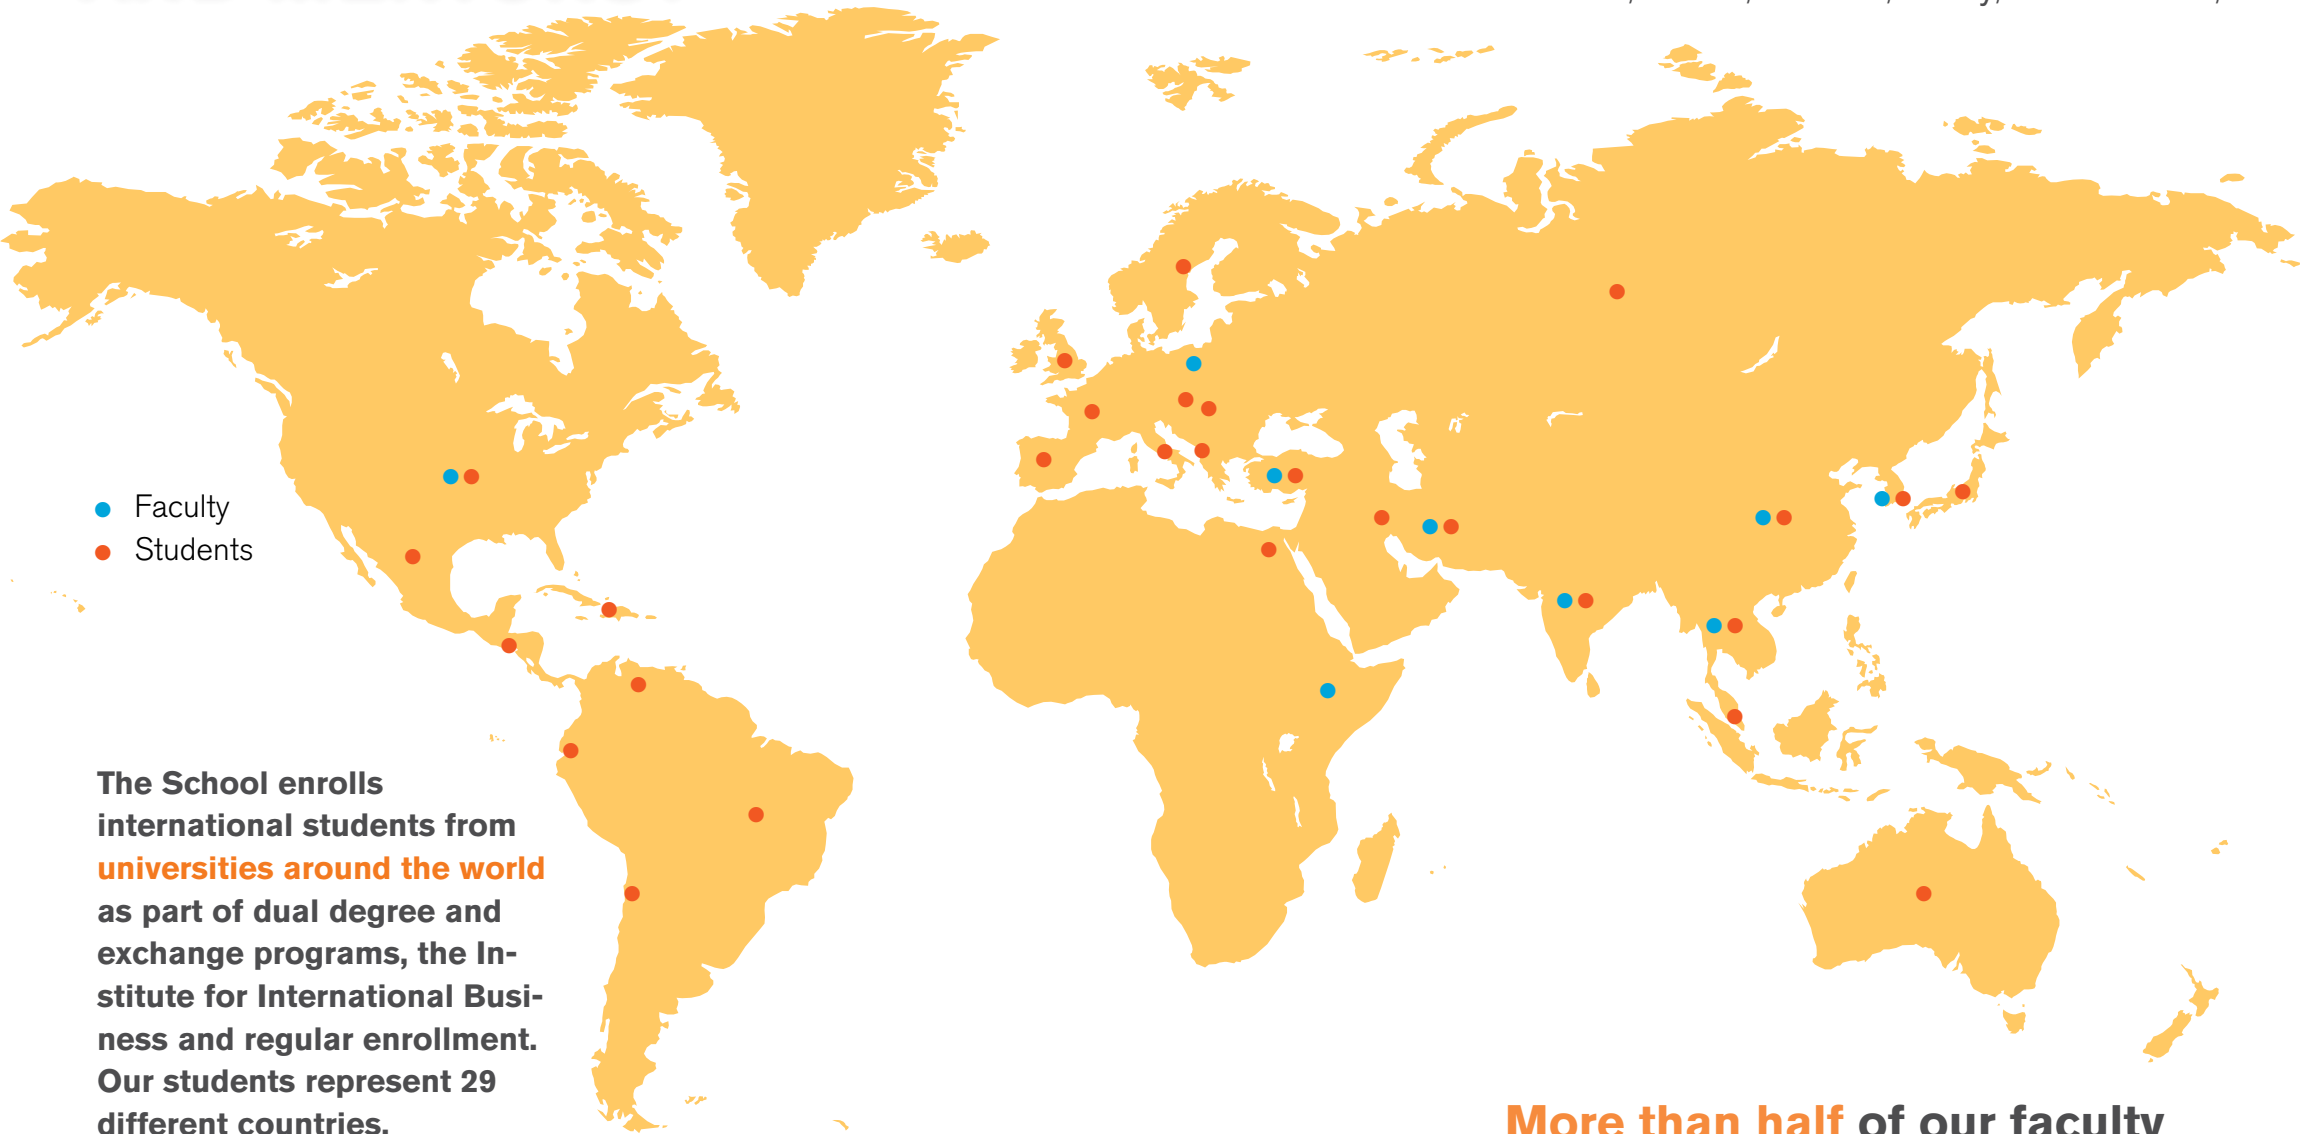 Faculty
Students
The School enrolls
international students from
universities around the world
as part of dual degree and
exchange programs, the In-
stitute for International Busi-
ness and regular enrollment.
Our students represent 29
different countries.
More than half of our faculty